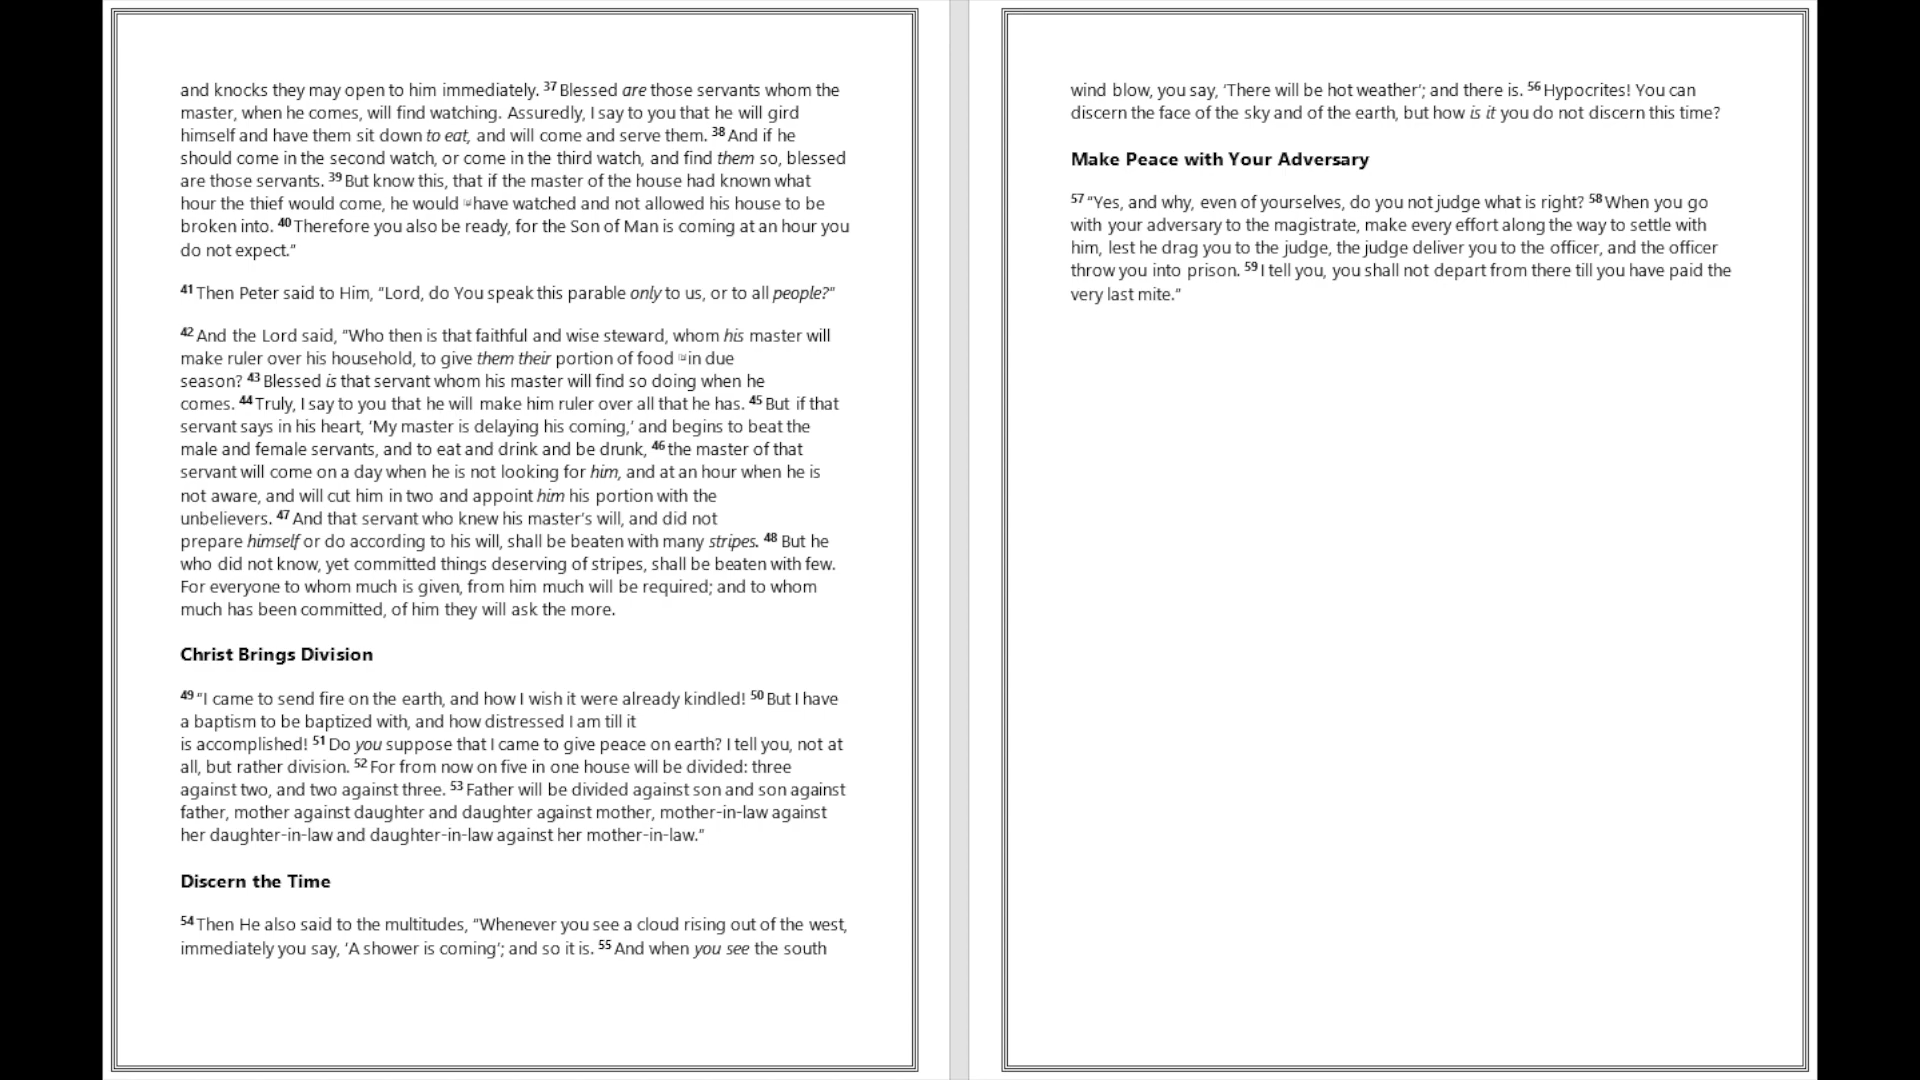 and knocks they may open to him immediately. 37 Blessed are those servants whom the
master, when he comes, will find watching. Assuredly, I say to you that he will gird
himself and have them sit down to eat, and will come and serve them. 38 And if he
should come in the second watch, or come in the third watch, and find them so, blessed
are those servants. 39 But know this, that if the master of the house had known what
hour the thief would come, he would have watched and not allowed his house to be
broken into. 40 Therefore you also be ready, for the Son of Man is coming at an hour you
do not expect.”
41 Then Peter said to Him, “Lord, do You speak this parable only to us, or to all people?”
42 And the Lord said, “Who then is that faithful and wise steward, whom his master will
make ruler over his household, to give them their portion of food in due
season? 43 Blessed is that servant whom his master will find so doing when he
comes. 44 Truly, I say to you that he will make him ruler over all that he has. 45 But if that
servant says in his heart, ‘My master is delaying his coming,’ and begins to beat the
male and female servants, and to eat and drink and be drunk, 46 the master of that
servant will come on a day when he is not looking for him, and at an hour when he is
not aware, and will cut him in two and appoint him his portion with the
unbelievers. 47 And that servant who knew his master’s will, and did not
prepare himself or do according to his will, shall be beaten with many stripes. 48 But he
who did not know, yet committed things deserving of stripes, shall be beaten with few.
For everyone to whom much is given, from him much will be required; and to whom
much has been committed, of him they will ask the more.
Christ Brings Division
49 “I came to send fire on the earth, and how I wish it were already kindled! 50 But I have
a baptism to be baptized with, and how distressed I am till it
is accomplished! 51 Do you suppose that I came to give peace on earth? I tell you, not at
all, but rather division. 52 For from now on five in one house will be divided: three
against two, and two against three. 53 Father will be divided against son and son against
father, mother against daughter and daughter against mother, mother-in-law against
her daughter-in-law and daughter-in-law against her mother-in-law.”
Discern the Time
54 Then He also said to the multitudes, “Whenever you see a cloud rising out of the west,
immediately you say, ‘A shower is coming’; and so it is. 55 And when you see the south
wind blow, you say, ‘There will be hot weather’; and there is. 56 Hypocrites! You can
discern the face of the sky and of the earth, but how is it you do not discern this time?
Make Peace with Your Adversary
57 “Yes, and why, even of yourselves, do you not judge what is right? 58 When you go
with your adversary to the magistrate, make every effort along the way to settle with
him, lest he drag you to the judge, the judge deliver you to the officer, and the officer
throw you into prison. 59 I tell you, you shall not depart from there till you have paid the
very last mite.”